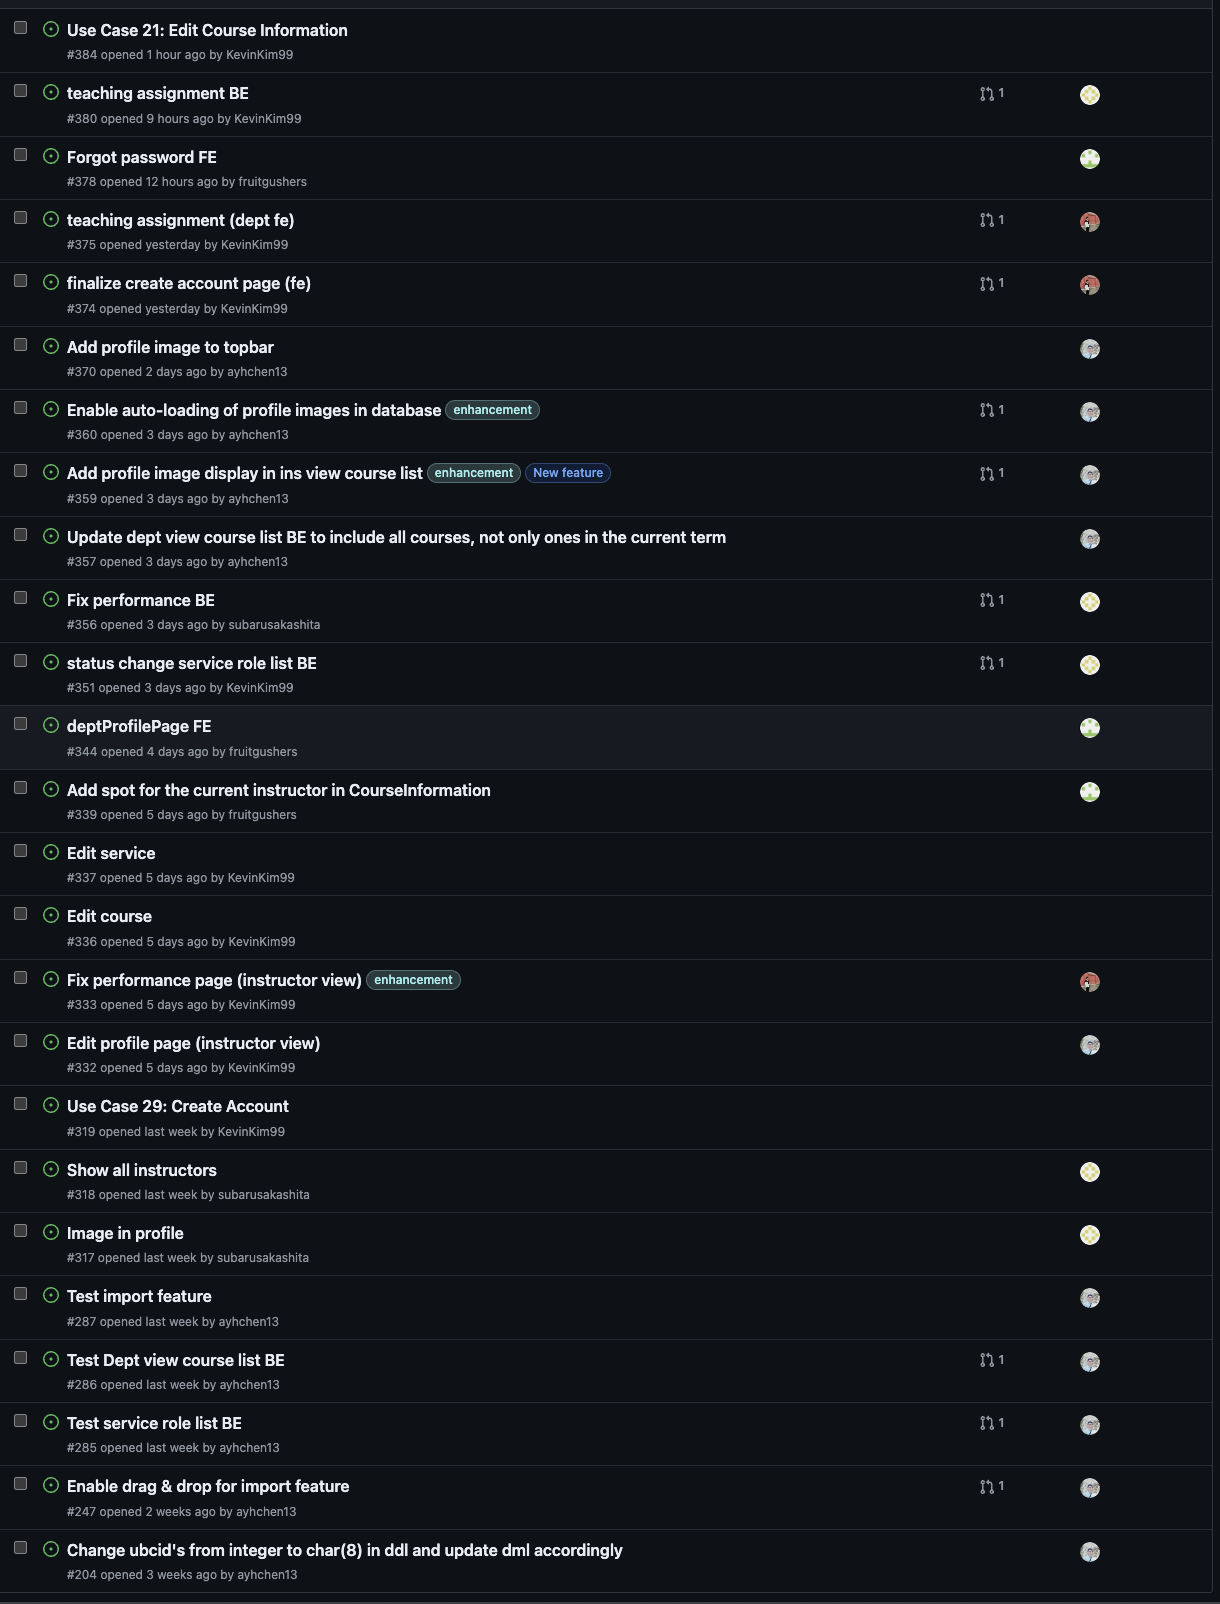 Use Case 21: Edit Course Information
#384 opened 1 hour ago by KevinKim99
teaching assignment BE 1
#380 opened 9 hours ago by KevinKim99
Forgot password FE
#378 opened 12 hours ago by fruitgushers
teaching assignment (dept fe) 1
#375 opened yesterday by KevinKim99
finalize create account page (fe) 1
#374 opened yesterday by KevinKim99
Add profile image to topbar
#370 opened 2 days ago by ayhchen13
Enable auto-loading of profile images in database enhancement 1
#360 opened 3 days ago by ayhchen13
Add profile image display in ins view course list enhancement New feature 1
#359 opened 3 days ago by ayhchen13
Update dept view course list BE to include all courses, not only ones in the current term
#357 opened 3 days ago by ayhchen13
Fix performance BE 1
#356 opened 3 days ago by subarusakashita
status change service role list BE 1
#351 opened 3 days ago by KevinKim99
deptProfilePage FE
#344 opened 4 days ago by fruitgushers
Add spot for the current instructor in CourseInformation
#339 opened 5 days ago by fruitgushers
Edit service
#337 opened 5 days ago by KevinKim99
Edit course
#336 opened 5 days ago by KevinKim99
Fix performance page (instructor view) enhancement
#333 opened 5 days ago by KevinKim99
Edit profile page (instructor view)
#332 opened 5 days ago by KevinKim99
Use Case 29: Create Account
#319 opened last week by KevinKim99
Show all instructors
#318 opened last week by subarusakashita
Image in profile
#317 opened last week by subarusakashita
Test import feature
#287 opened last week by ayhchen13
Test Dept view course list BE 1
#286 opened last week by ayhchen13
Test service role list BE 1
#285 opened last week by ayhchen13
Enable drag & drop for import feature 1
#247 opened 2 weeks ago by ayhchen13
Change ubcid's from integer to char(8) in ddl and update dml accordingly
#204 opened 3 weeks ago by ayhchen13